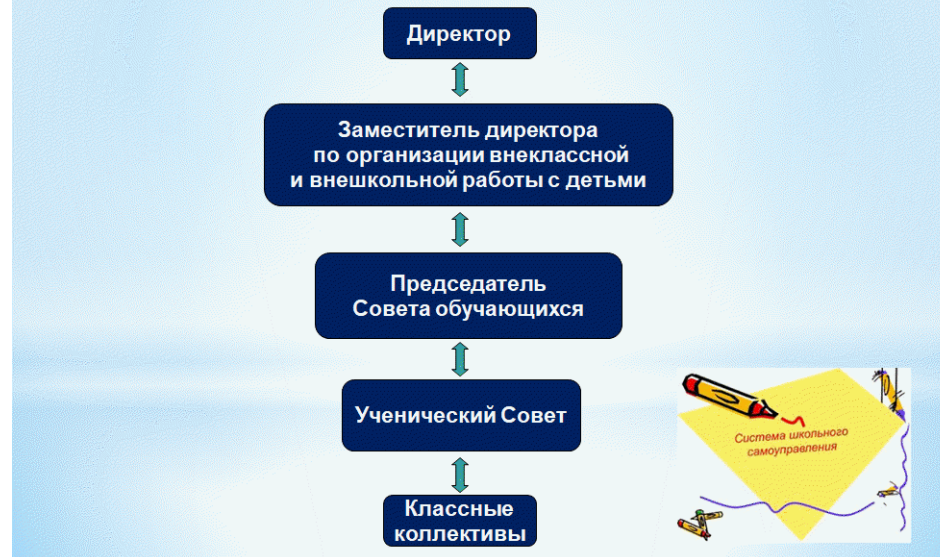 Директор
Заместитель директора
по организации внеклассной
и внешкольной работы с детьми
Председатель
Совета обучающихся
Ученический Совет
Классные
коллективы
Система школьного
самоуправления